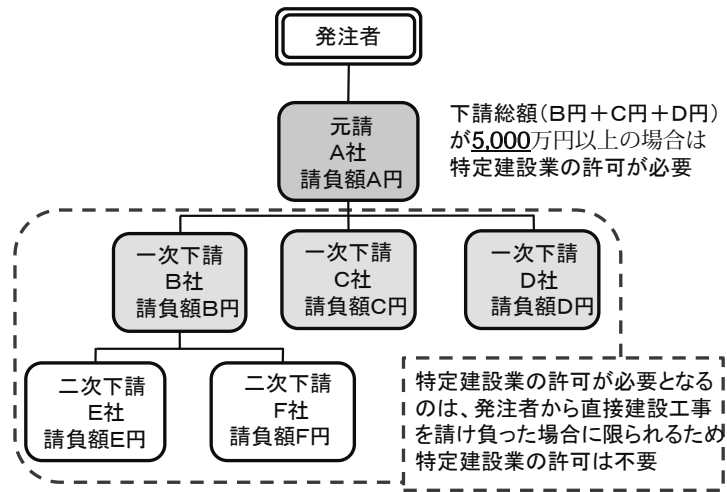 発注者
元請
A社
請負額A円
下請総額(B円+C円+D円)
が5,000万円以上の場合は
特定建設業の許可が必要
一次下請
B社
請負額B円
一次下請
C社
請負額C円
一次下請
D社
請負額D円
二次下請
E社
請負額E円
二次下請
F社
請負額F円
特定建設業の許可が必要となる
のは、発注者から直接建設工事
を請け負った場合に限られるため
特定建設業の許可は不要